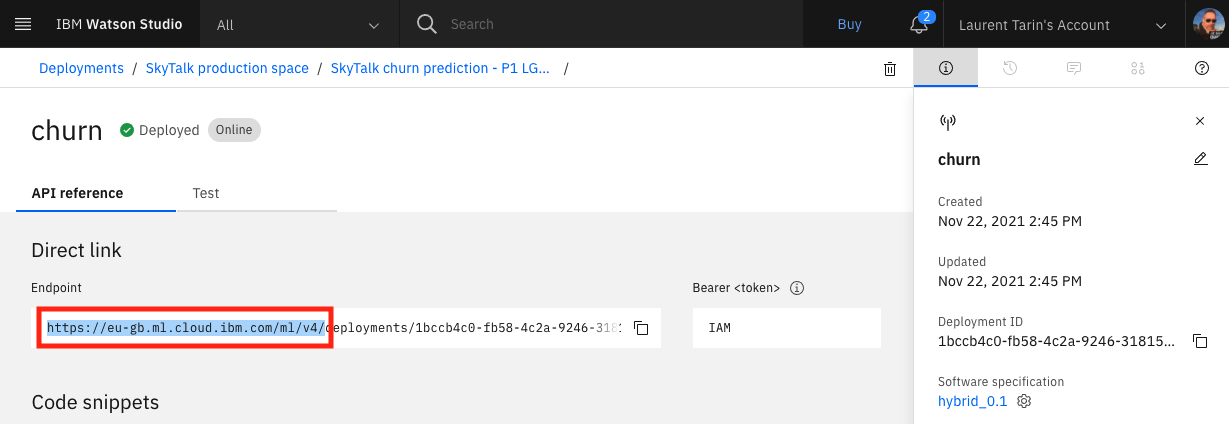 IBM Watson Studio
All
Search
Buy
2
Laurent Tarin's Account
Deployments / SkyTalk production space / SkyTalk churn prediction - P1 LG... /
churn
Deployed
Online
API reference
Test
Direct link
Endpoint
https://eu-gb.ml.cloud.ibm.com/ml/v4/deployments/1bccb4c0-fb58-4c2a-9246-3181
Bearer <token>
IAM
Code snippets
churn
Created
Nov 22, 2021 2:45 PM
Updated
Nov 22, 2021 2:45 PM
Deployment ID
1bccb4c0-fb58-4c2a-9246-31815...
Software specification
hybrid_0.1